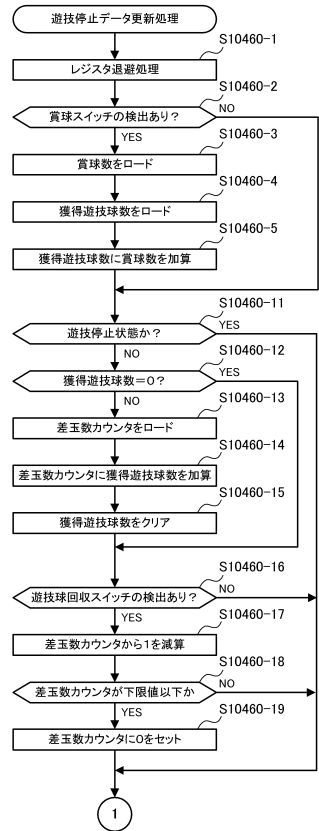 遊技停止データ更新処理
S10460-1
レジスタ退避処理
S10460-2
賞球スイッチの検出あり?
NO
YES
S10460-3
賞球数をロード
S10460-4
獲得遊技球数をロード
S10460-5
獲得遊技球数に賞球数を加算
S10460-11
遊技停止状態か?
YES
NO
S10460-12
獲得遊技球数=0?
YES
NO
S10460-13
差玉数カウンタをロード
S10460-14
差玉数カウンタに獲得遊技球数を加算
S10460-15
獲得遊技球数をクリア
S10460-16
遊技球回収スイッチの検出あり?
NO
YES
S10460-17
差玉数カウンタから1を減算
S10460-18
差玉数カウンタが下限値以下か
NO
YES
S10460-19
差玉数カウンタに0をセット
1